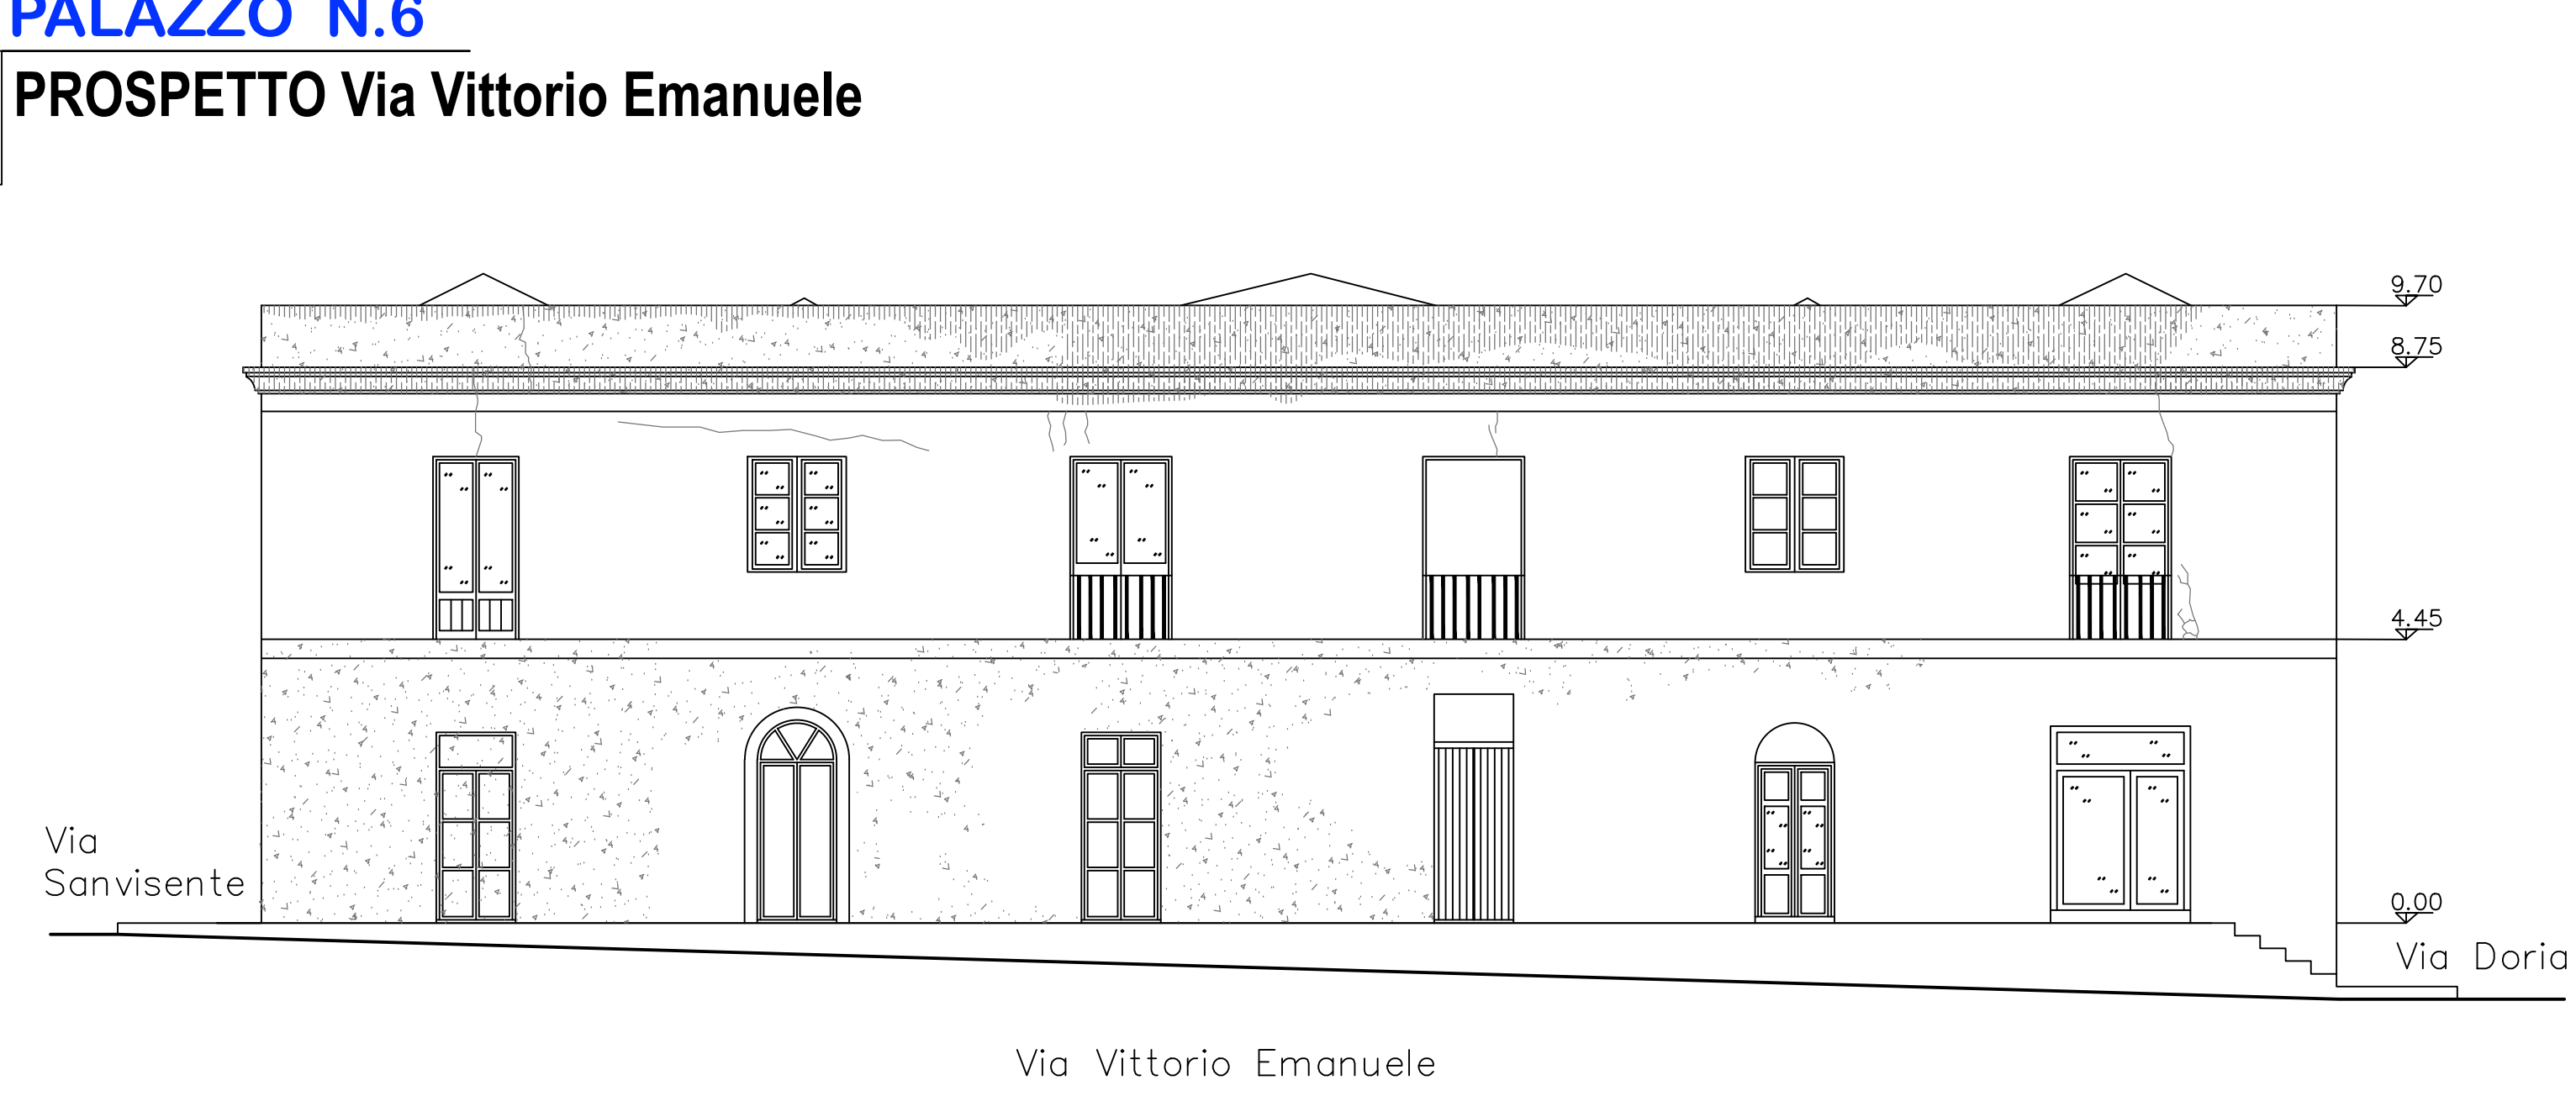 PALAZZO N.6
PROSPETTO Via Vittorio Emanuele
9.70
8.75
4.45
Via
Sanvisente
0.00
Via Doria
Via Vittorio Emanuele